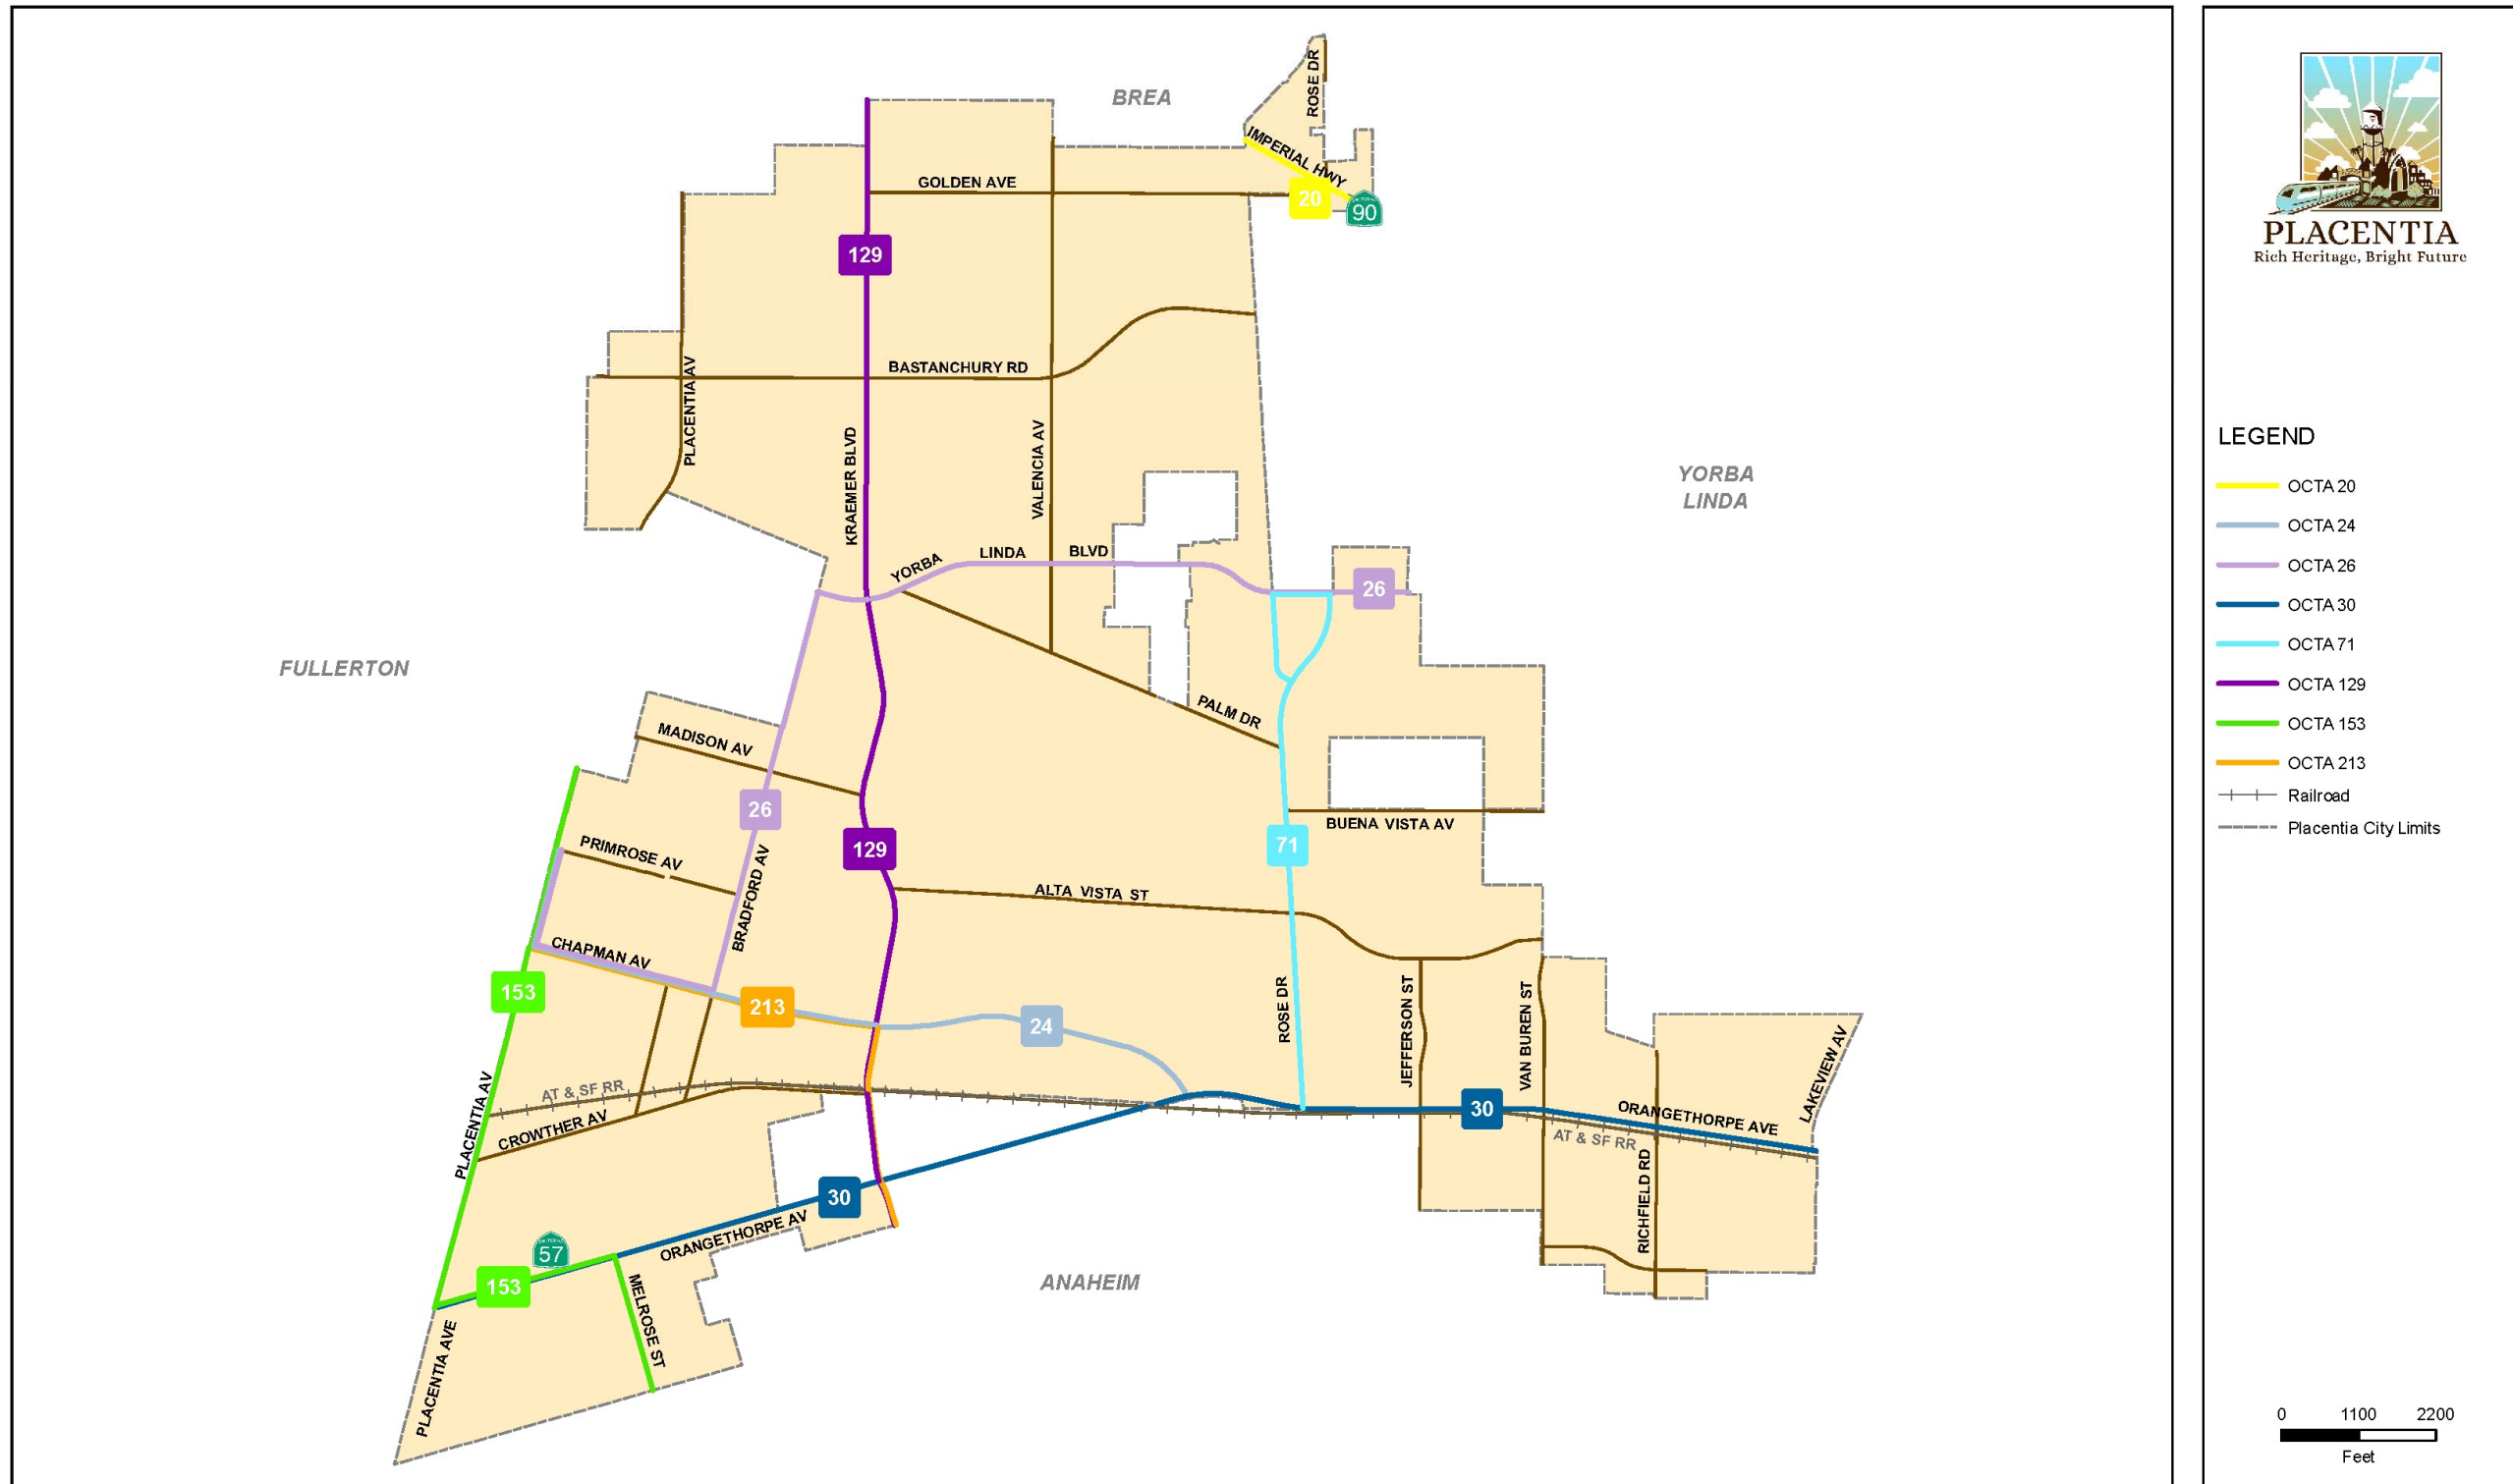 BREA
ROSE DR
IMPERIAL HWY
GOLDEN AVE
20
90
129
BASTANCHURY RD
PLACENTIA AV
KRAEMER BLVD
VALENCIA AV
YORBA
LINDA
YORBA LINDA BLVD
26
FULLERTON
MADISON AV
PALM DR
26
129
71
BUENA VISTA AV
PRIMROSE AV
BRADFORD AV
ALTA VISTA ST
CHAPMAN AV
153
213
24
ROSE DR
JEFFERSON ST
VAN BUREN ST
LAKEVIEW AV
AT & SF RR
PLACENTIA AV
CROWTHER AV
30
ORANGETHORPE AVE
AT & SF RR
RICHFIELD RD
30
ORANGETHORPE AV
57
153
MELROSE ST
ANAHEIM
PLACENTIA AVE
PLACENTIA
Rich Heritage, Bright Future
LEGEND
OCTA 20
OCTA 24
OCTA 26
OCTA 30
OCTA 71
OCTA 129
OCTA 153
OCTA 213
Railroad
Placentia City Limits
0 1100 2200
Feet